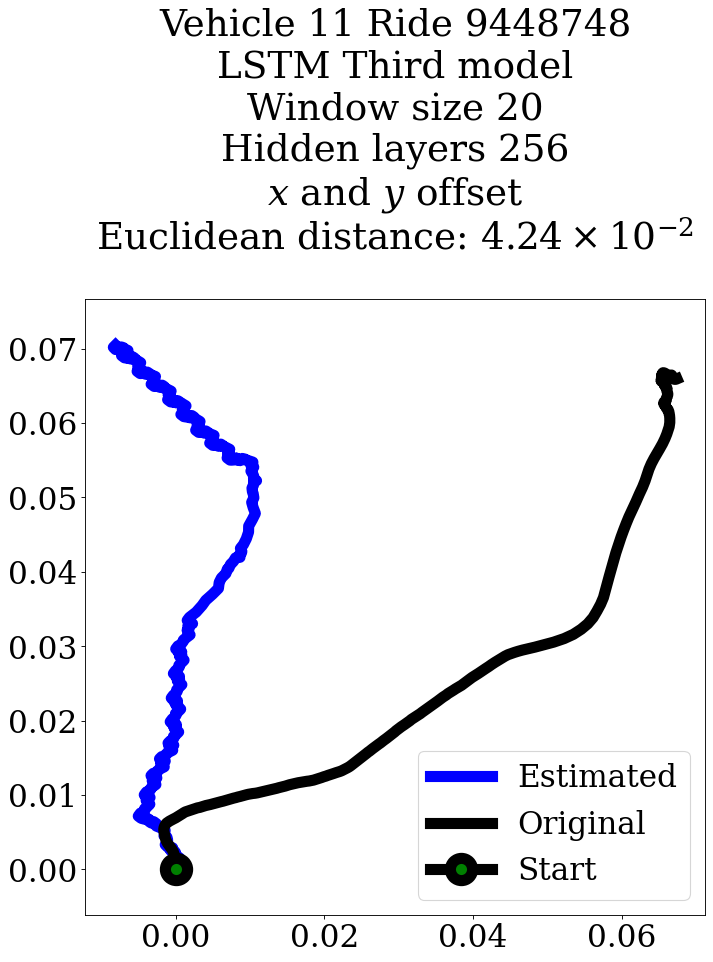 Vehicle 11 Ride 9448748
LSTM Third model
Window size 20
Hidden layers 256
x and y offset
Euclidean distance: 4.24 × 10⁻²
0.07
0.06
0.05
0.04
0.03
0.02
0.01
0.00
Estimated
Original
Start
0.00 0.02 0.04 0.06